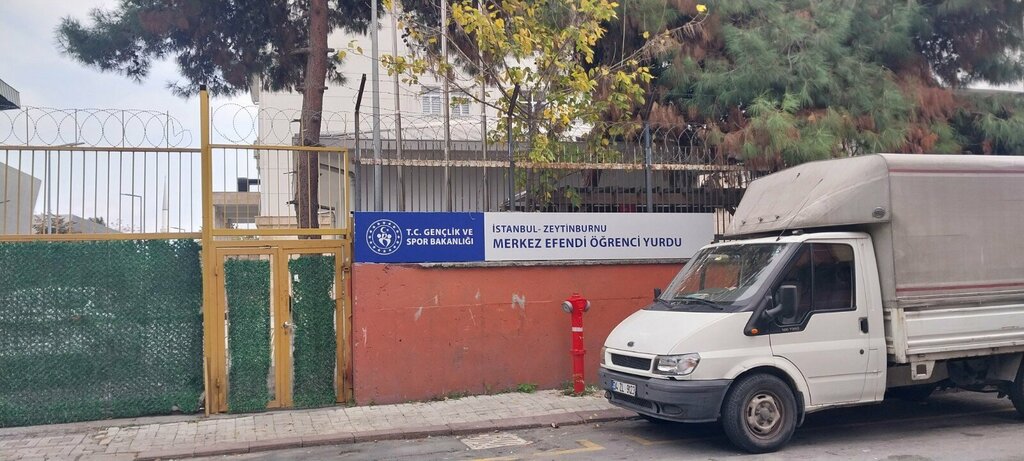 T.C. GENÇLİK VE
SPOR BAKANLIĞI
İSTANBUL- ZEYTİNBURNU
MERKEZ EFENDİ ÖĞRENCİ YURDU